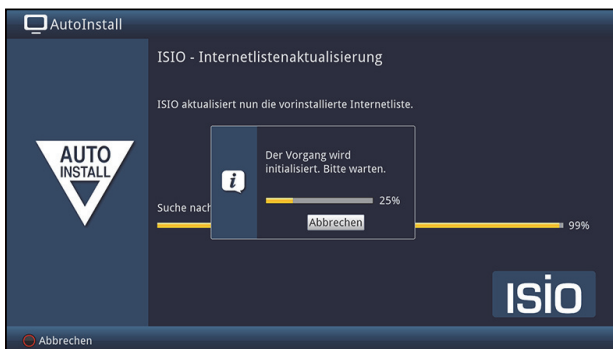 AutoInstall
ISIO - Internetlistenaktualisierung
ISIO aktualisiert nun die vorinstallierte Internetliste.
AUTO
INSTALL
Der Vorgang wird
initialisiert. Bitte warten.
25%
Abbrechen
Suche nach
99%
ISIO
Abbrechen